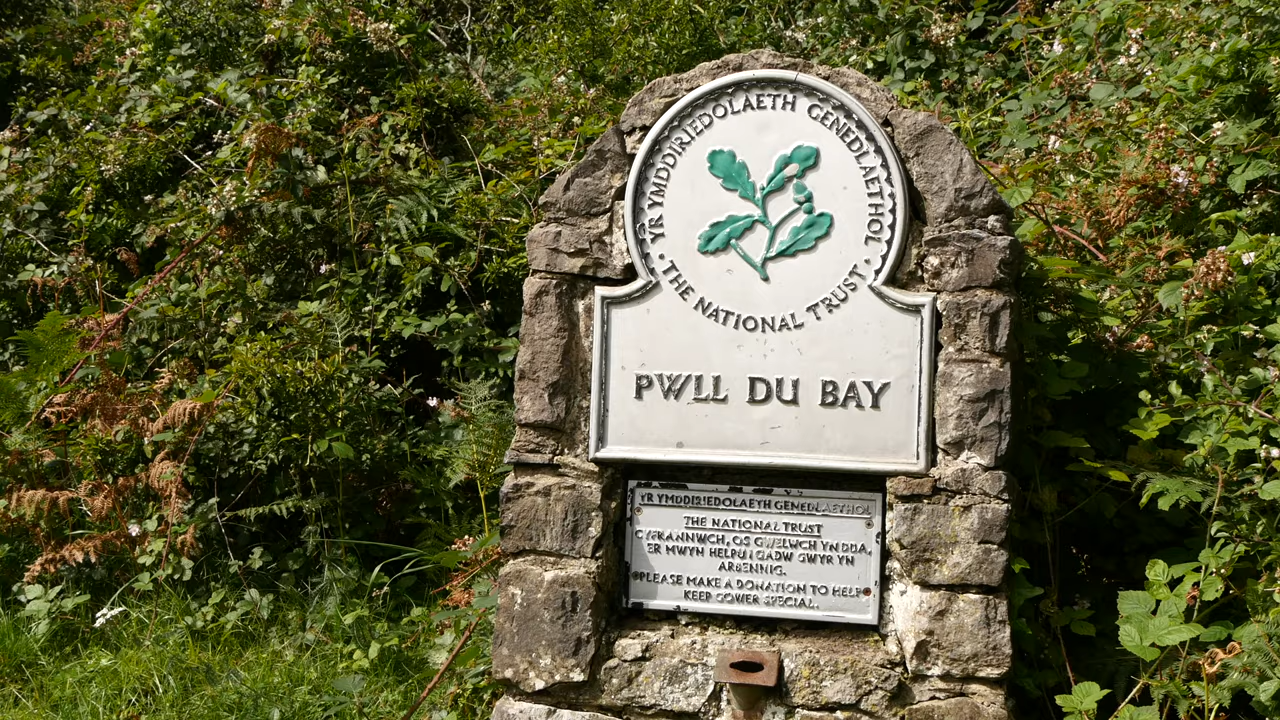 YR YMDDIRIEDOLAETH GENEDLAETHOL
• THE NATIONAL TRUST •
PWLL DU BAY
YR YMDDIRIEDOLAETH GENEDLAETHOL
THE NATIONAL TRUST
CYFRANNWCH, OS GWELWCH YN DDA,
ER MWYN HELPU I GADW GWYR YN
ARBENNIG.
PLEASE MAKE A DONATION TO HELP
KEEP GOWER SPECIAL.